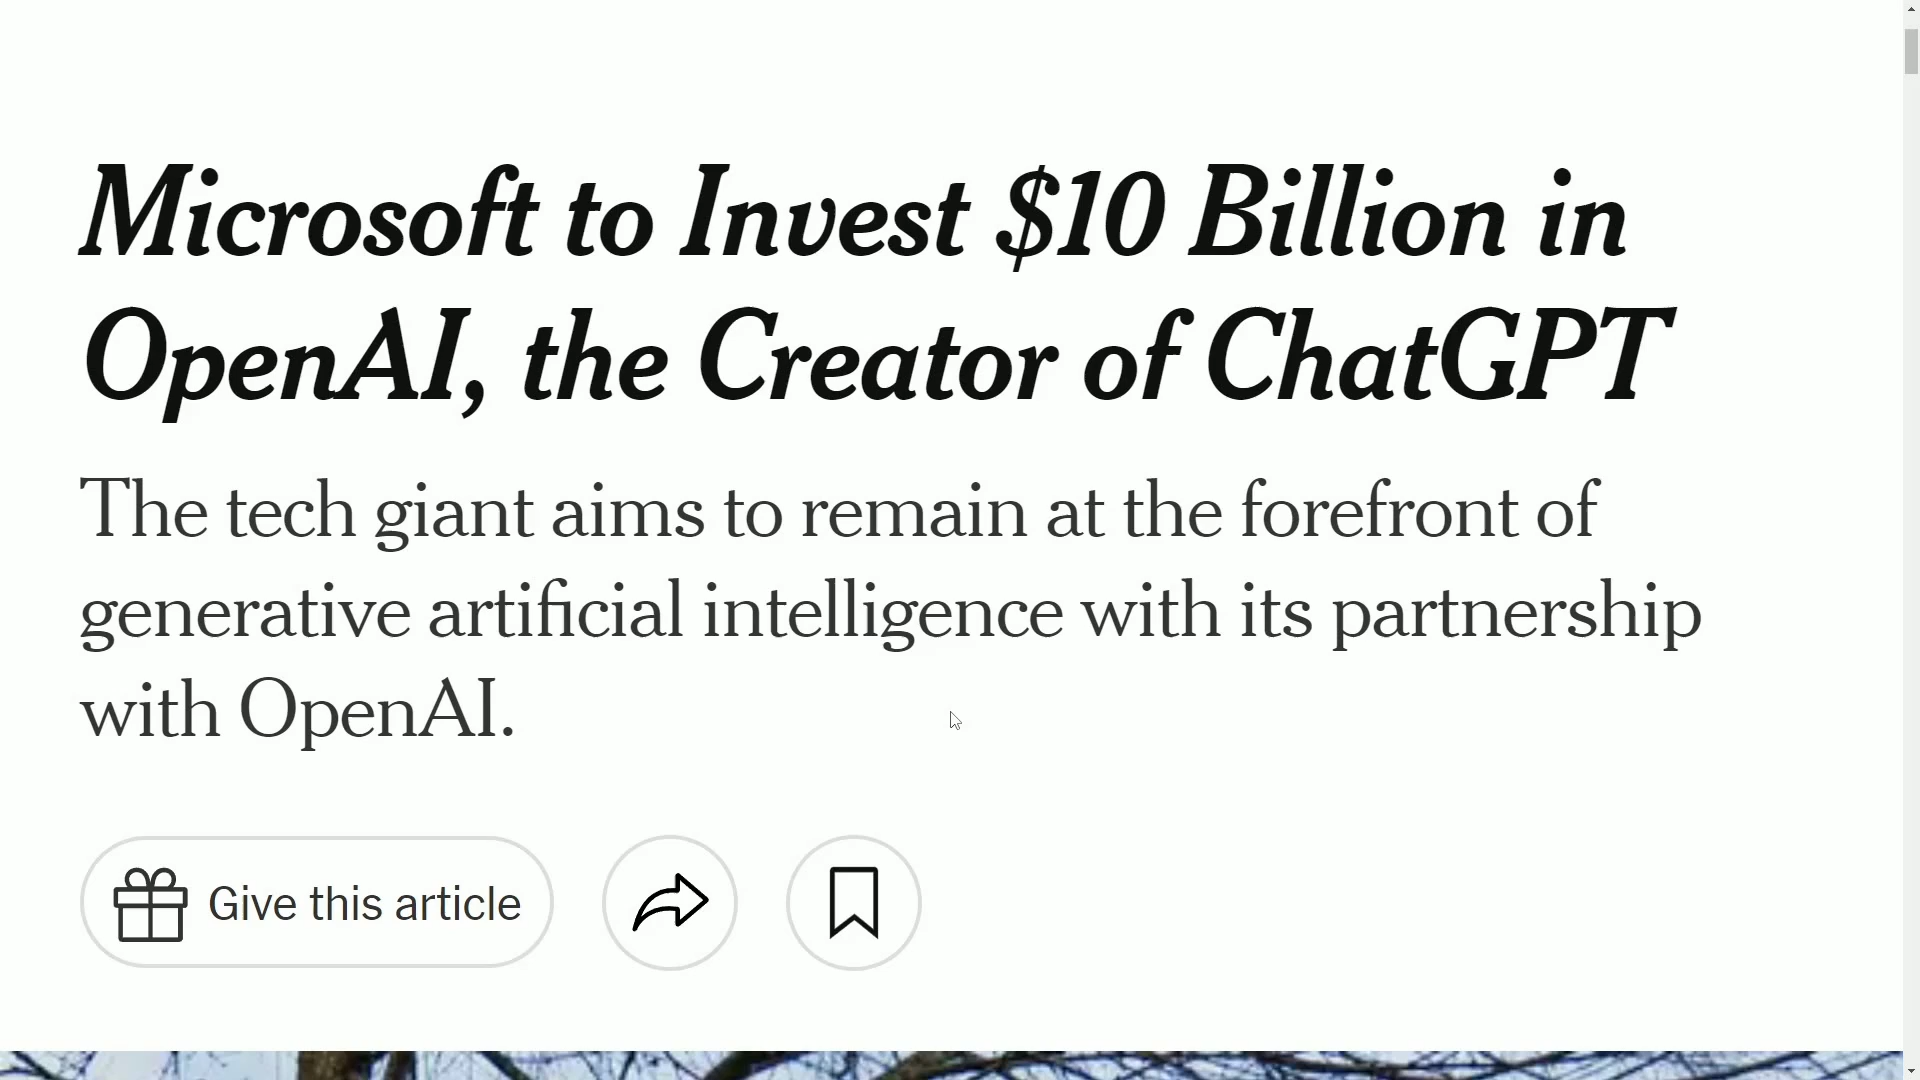 Microsoft to Invest $10 Billion in
OpenAI, the Creator of ChatGPT
The tech giant aims to remain at the forefront of
generative artificial intelligence with its partnership
with OpenAI.
Give this article